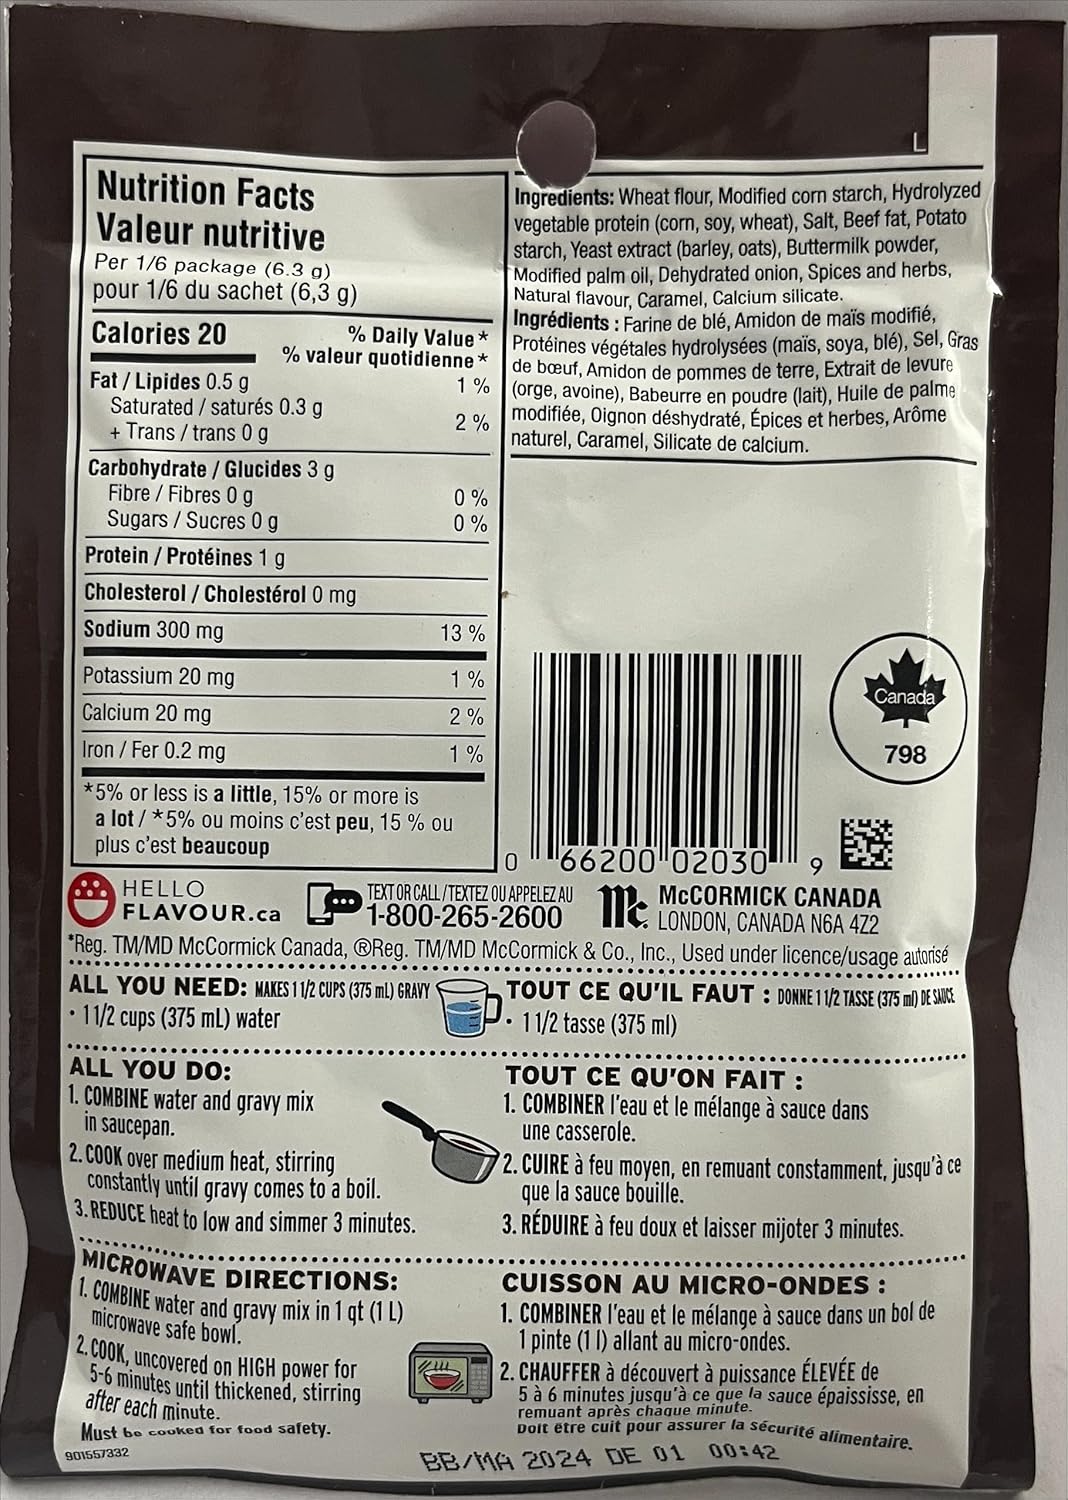 Nutrition Facts
Valeur nutritive
Per 1/6 package (6.3 g)
pour 1/6 du sachet (6,3 g)
Calories 20
% Daily Value*
% valeur quotidienne*
Fat / Lipides 0.5 g 1 %
Saturated / saturés 0.3 g
+ Trans / trans 0 g 2 %
Carbohydrate / Glucides 3 g
Fibre / Fibres 0 g 0 %
Sugars / Sucres 0 g 0 %
Protein / Protéines 1 g
Cholesterol / Cholestérol 0 mg
Sodium 300 mg 13 %
Potassium 20 mg 1 %
Calcium 20 mg 2 %
Iron / Fer 0.2 mg 1 %
*5% or less is a little, 15% or more is
a lot / *5% ou moins c'est peu, 15 % ou
plus c'est beaucoup
Ingredients: Wheat flour, Modified corn starch, Hydrolyzed
vegetable protein (corn, soy, wheat), Salt, Beef fat, Potato
starch, Yeast extract (barley, oats), Buttermilk powder,
Modified palm oil, Dehydrated onion, Spices and herbs,
Natural flavour, Caramel, Calcium silicate.
Ingrédients : Farine de blé, Amidon de maïs modifié,
Protéines végétales hydrolysées (maïs, soya, blé), Sel, Gras
de bœuf, Amidon de pommes de terre, Extrait de levure
(orge, avoine), Babeurre en poudre (lait), Huile de palme
modifiée, Oignon déshydraté, Épices et herbes, Arôme
naturel, Caramel, Silicate de calcium.
Canada
798
0 66200 02030 9
HELLO
FLAVOUR.ca
TEXT OR CALL / TEXTEZ OU APPELEZ AU
1-800-265-2600
Mc.
McCORMICK CANADA
LONDON, CANADA N6A 4Z2
*Reg. TM/MD McCormick Canada, ®Reg. TM/MD McCormick & Co., Inc., Used under licence/usage autorisé
ALL YOU NEED: MAKES 1 1/2 CUPS (375 mL) GRAVY
• 1 1/2 cups (375 mL) water
TOUT CE QU'IL FAUT : DONNE 1 1/2 TASSE (375 ml) DE SAUCE
• 1 1/2 tasse (375 ml)
ALL YOU DO:
1. COMBINE water and gravy mix
in saucepan.
2. COOK over medium heat, stirring
constantly until gravy comes to a boil.
3. REDUCE heat to low and simmer 3 minutes.
TOUT CE QU'ON FAIT :
1. COMBINER l'eau et le mélange à sauce dans
une casserole.
2. CUIRE à feu moyen, en remuant constamment, jusqu'à ce
que la sauce bouille.
3. RÉDUIRE à feu doux et laisser mijoter 3 minutes.
MICROWAVE DIRECTIONS:
1. COMBINE water and gravy mix in 1 qt (1 L)
microwave safe bowl.
2. COOK, uncovered on HIGH power for
5-6 minutes until thickened, stirring
after each minute.
Must be cooked for food safety.
901557332
CUISSON AU MICRO-ONDES :
1. COMBINER l'eau et le mélange à sauce dans un bol de
1 pinte (1 l) allant au micro-ondes.
2. CHAUFFER à découvert à puissance ÉLEVÉE de
5 à 6 minutes jusqu'à ce que la sauce épaississe, en
remuant après chaque minute.
Doit être cuit pour assurer la sécurité alimentaire.
BB/MA 2024 DE 01 00:42